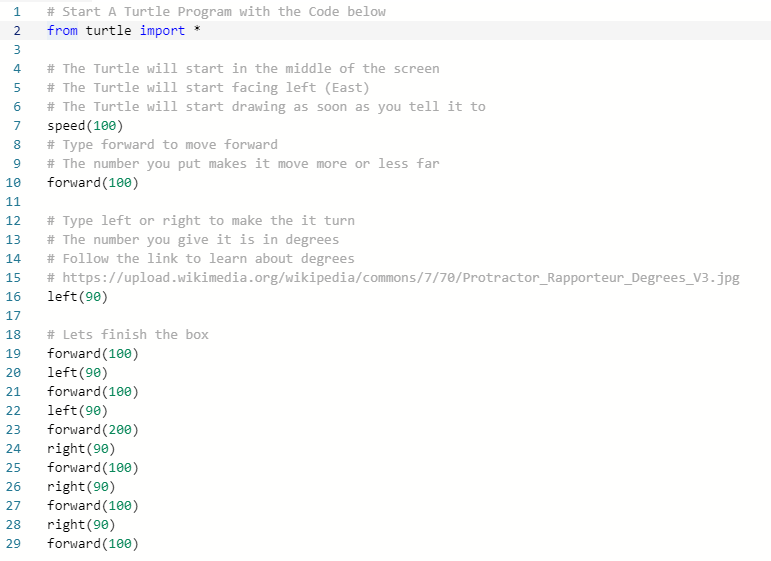 1 # Start A Turtle Program with the Code below
2 from turtle import *
3
4 # The Turtle will start in the middle of the screen
5 # The Turtle will start facing left (East)
6 # The Turtle will start drawing as soon as you tell it to
7 speed(100)
8 # Type forward to move forward
9 # The number you put makes it move more or less far
10 forward(100)
11
12 # Type left or right to make the it turn
13 # The number you give it is in degrees
14 # Follow the link to learn about degrees
15 # https://upload.wikimedia.org/wikipedia/commons/7/70/Protractor_Rapporteur_Degrees_V3.jpg
16 left(90)
17
18 # Lets finish the box
19 forward(100)
20 left(90)
21 forward(100)
22 left(90)
23 forward(200)
24 right(90)
25 forward(100)
26 right(90)
27 forward(100)
28 right(90)
29 forward(100)